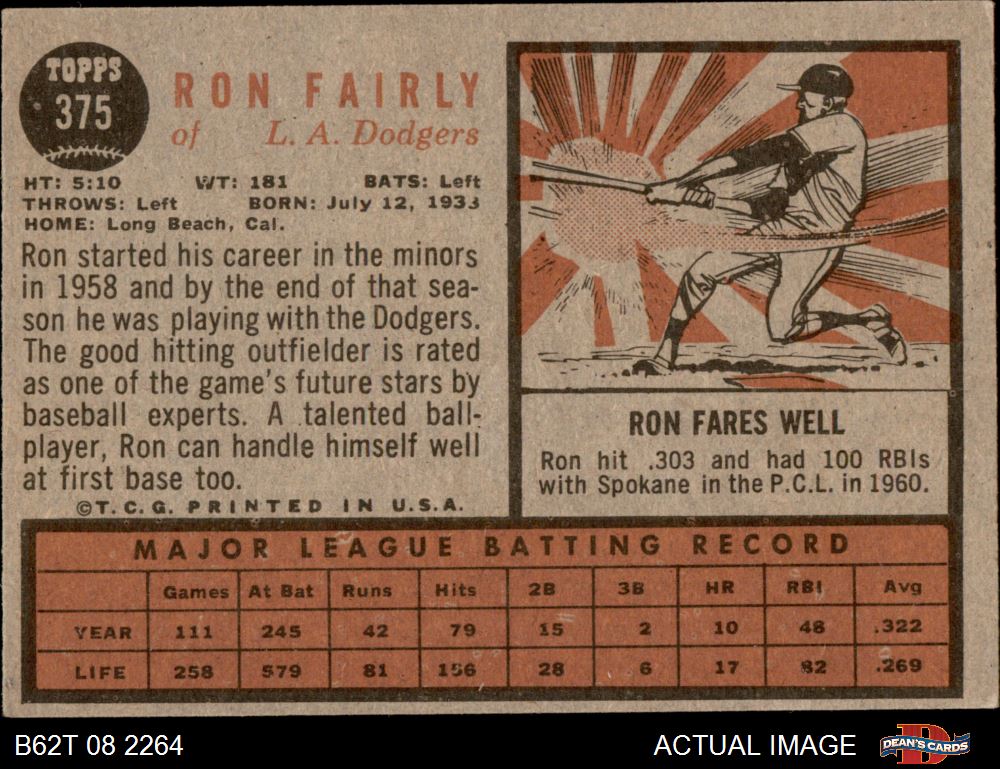 TOPPS
375
RON FAIRLY
of L. A. Dodgers
HT: 5:10 WT: 181 BATS: Left
THROWS: Left BORN: July 12, 1933
HOME: Long Beach, Cal.
Ron started his career in the minors
in 1958 and by the end of that sea-
son he was playing with the Dodgers.
The good hitting outfielder is rated
as one of the game's future stars by
baseball experts. A talented ball-
player, Ron can handle himself well
at first base too.
©T. C. G. PRINTED IN U.S.A.
RON FARES WELL
Ron hit .303 and had 100 RBIs
with Spokane in the P.C.L. in 1960.
MAJOR LEAGUE BATTING RECORD
Games At Bat Runs Hits 2B 3B HR RBI Avg
YEAR 111 245 42 79 15 2 10 48 .322
LIFE 258 579 81 156 28 6 17 82 .269
B62T 08 2264 ACTUAL IMAGE DEAN'S CARDS